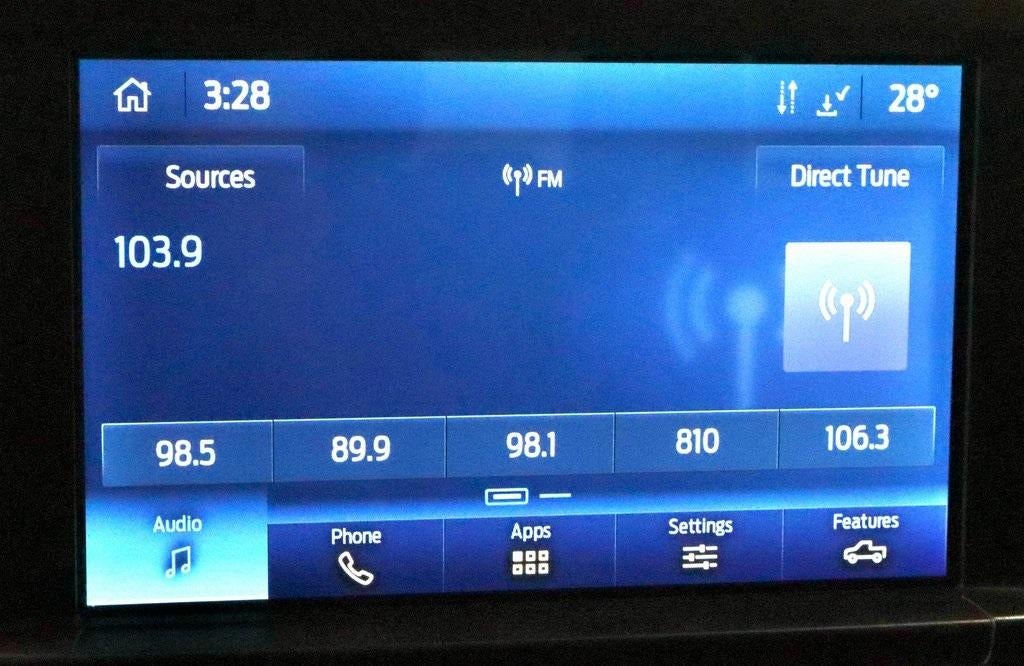 3:28 28°
Sources FM Direct Tune
103.9
98.5 89.9 98.1 810 106.3
Audio Phone Apps Settings Features